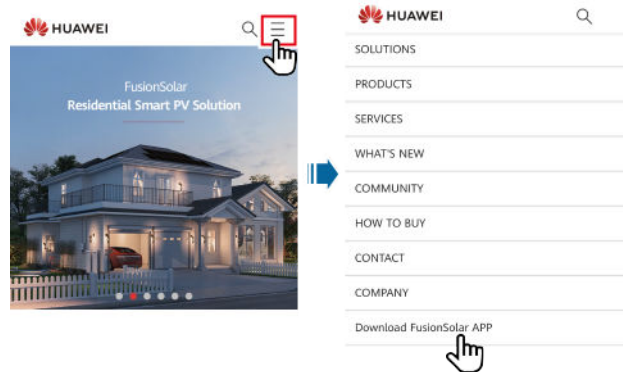 HUAWEI
FusionSolar
Residential Smart PV Solution
HUAWEI
SOLUTIONS
PRODUCTS
SERVICES
WHAT'S NEW
COMMUNITY
HOW TO BUY
CONTACT
COMPANY
Download FusionSolar APP